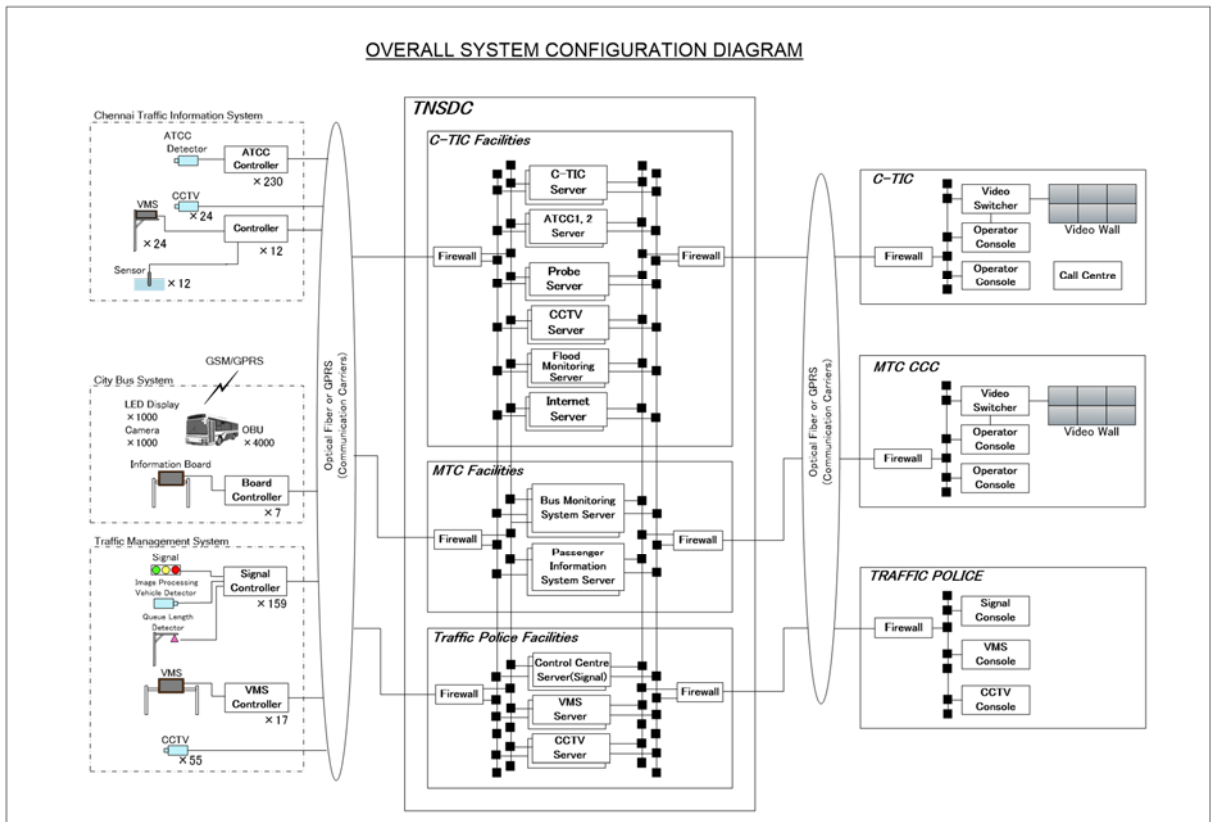 OVERALL SYSTEM CONFIGURATION DIAGRAM
Chennai Traffic Information System
ATCC
Detector
ATCC
Controller
×230
CCTV
×24
VMS
×24
Controller
×12
Sensor
×12
City Bus System
GSM/GPRS
LED Display
×1000
Camera
×1000
OBU
×4000
Information Board
Board
Controller
×7
Traffic Management System
Signal
Image Processing
Vehicle Detector
Queue Length
Detector
Signal
Controller
×159
VMS
VMS
Controller
×17
CCTV
×55
Optical Fiber or GPRS
(Communication Carriers)
TNSDC
C-TIC Facilities
C-TIC
Server
ATCC1, 2
Server
Firewall
Firewall
Probe
Server
CCTV
Server
Flood
Monitoring
Server
Internet
Server
MTC Facilities
Bus Monitoring
System Server
Firewall
Firewall
Passenger
Information
System Server
Traffic Police Facilities
Control Centre
Server(Signal)
Firewall
Firewall
VMS
Server
CCTV
Server
Optical Fiber or GPRS
(Communication Carriers)
C-TIC
Video
Switcher
Video Wall
Operator
Console
Firewall
Operator
Console
Call Centre
MTC CCC
Video
Switcher
Video Wall
Operator
Console
Firewall
Operator
Console
TRAFFIC POLICE
Signal
Console
Firewall
VMS
Console
CCTV
Console